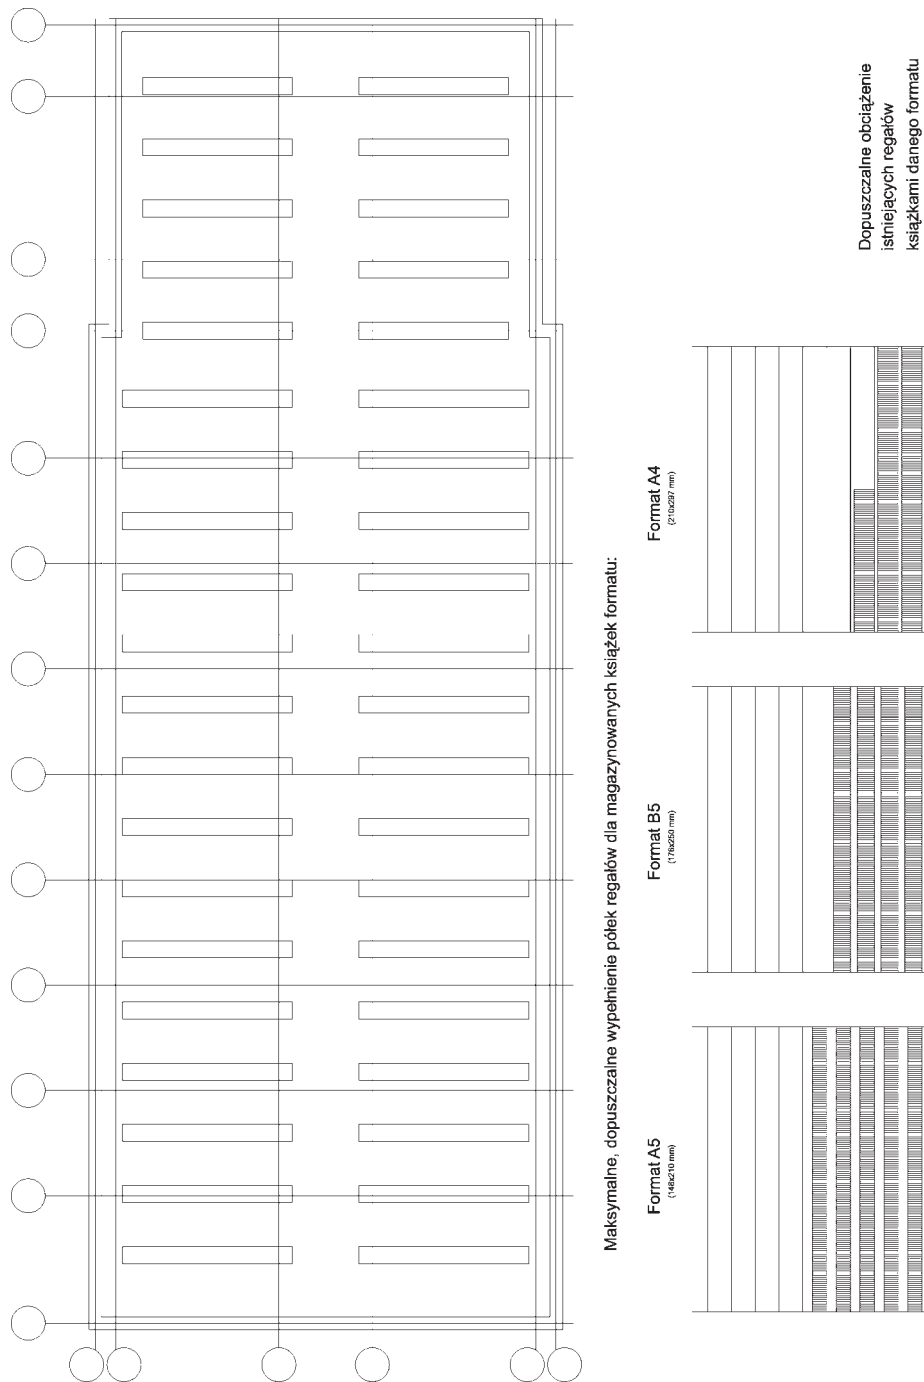 Maksymalne, dopuszczalne wypełnienie półek regałów dla magazynowanych książek formatu:
Format A5
(148x210 mm)
Format B5
(176x250 mm)
Format A4
(210x297 mm)
Dopuszczalne obciążenie
istniejących regałów
książkami danego formatu